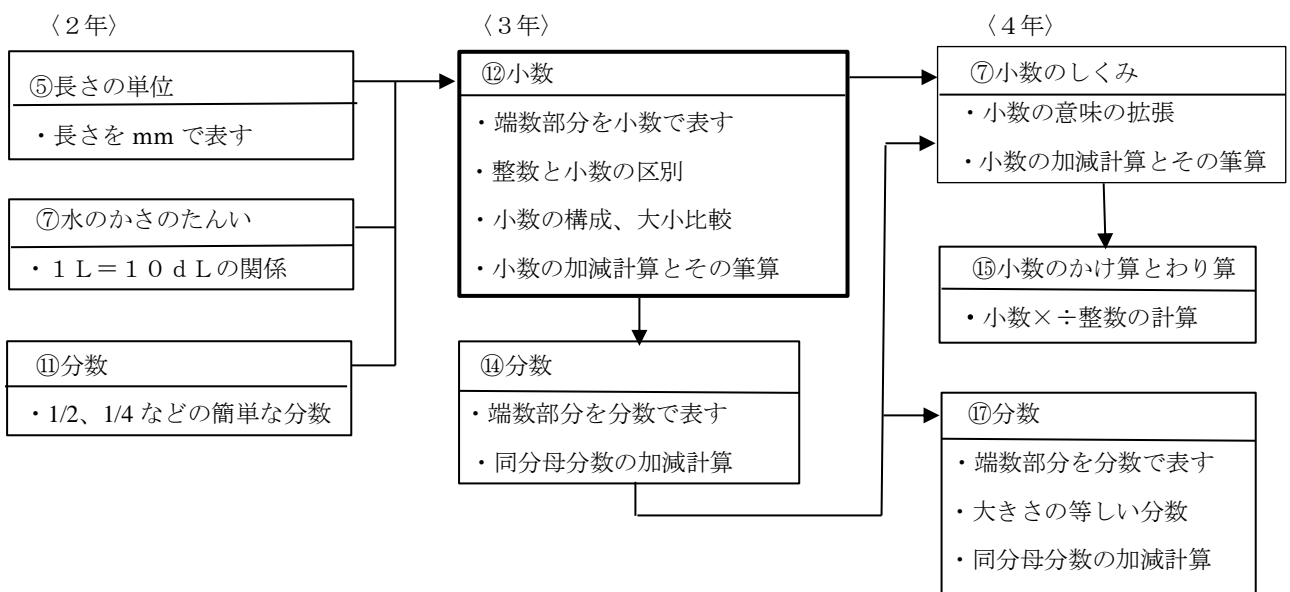 〈２年〉
⑤長さの単位
・長さを mm で表す
⑦水のかさのたんい
・１L＝１０ｄLの関係
⑪分数
・1/2、1/4 などの簡単な分数
〈３年〉
⑫小数
・端数部分を小数で表す
・整数と小数の区別
・小数の構成、大小比較
・小数の加減計算とその筆算
⑭分数
・端数部分を分数で表す
・同分母分数の加減計算
〈４年〉
⑦小数のしくみ
・小数の意味の拡張
・小数の加減計算とその筆算
⑮小数のかけ算とわり算
・小数×÷整数の計算
⑰分数
・端数部分を分数で表す
・大きさの等しい分数
・同分母分数の加減計算